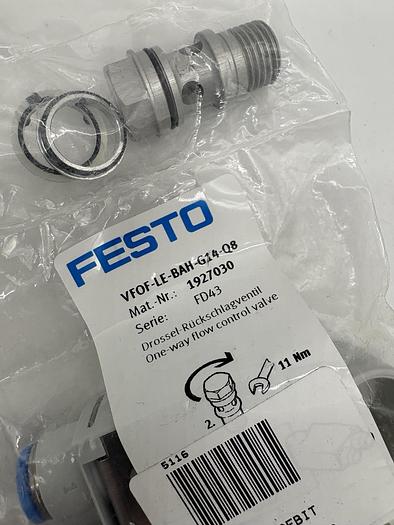 FESTO
VFOF-LE-BAH-G14-Q8
Mat.-Nr.: 1927030
Serie: FD43
Drossel-Rückschlagventil
One-way flow control valve
11 Nm
2.
5116